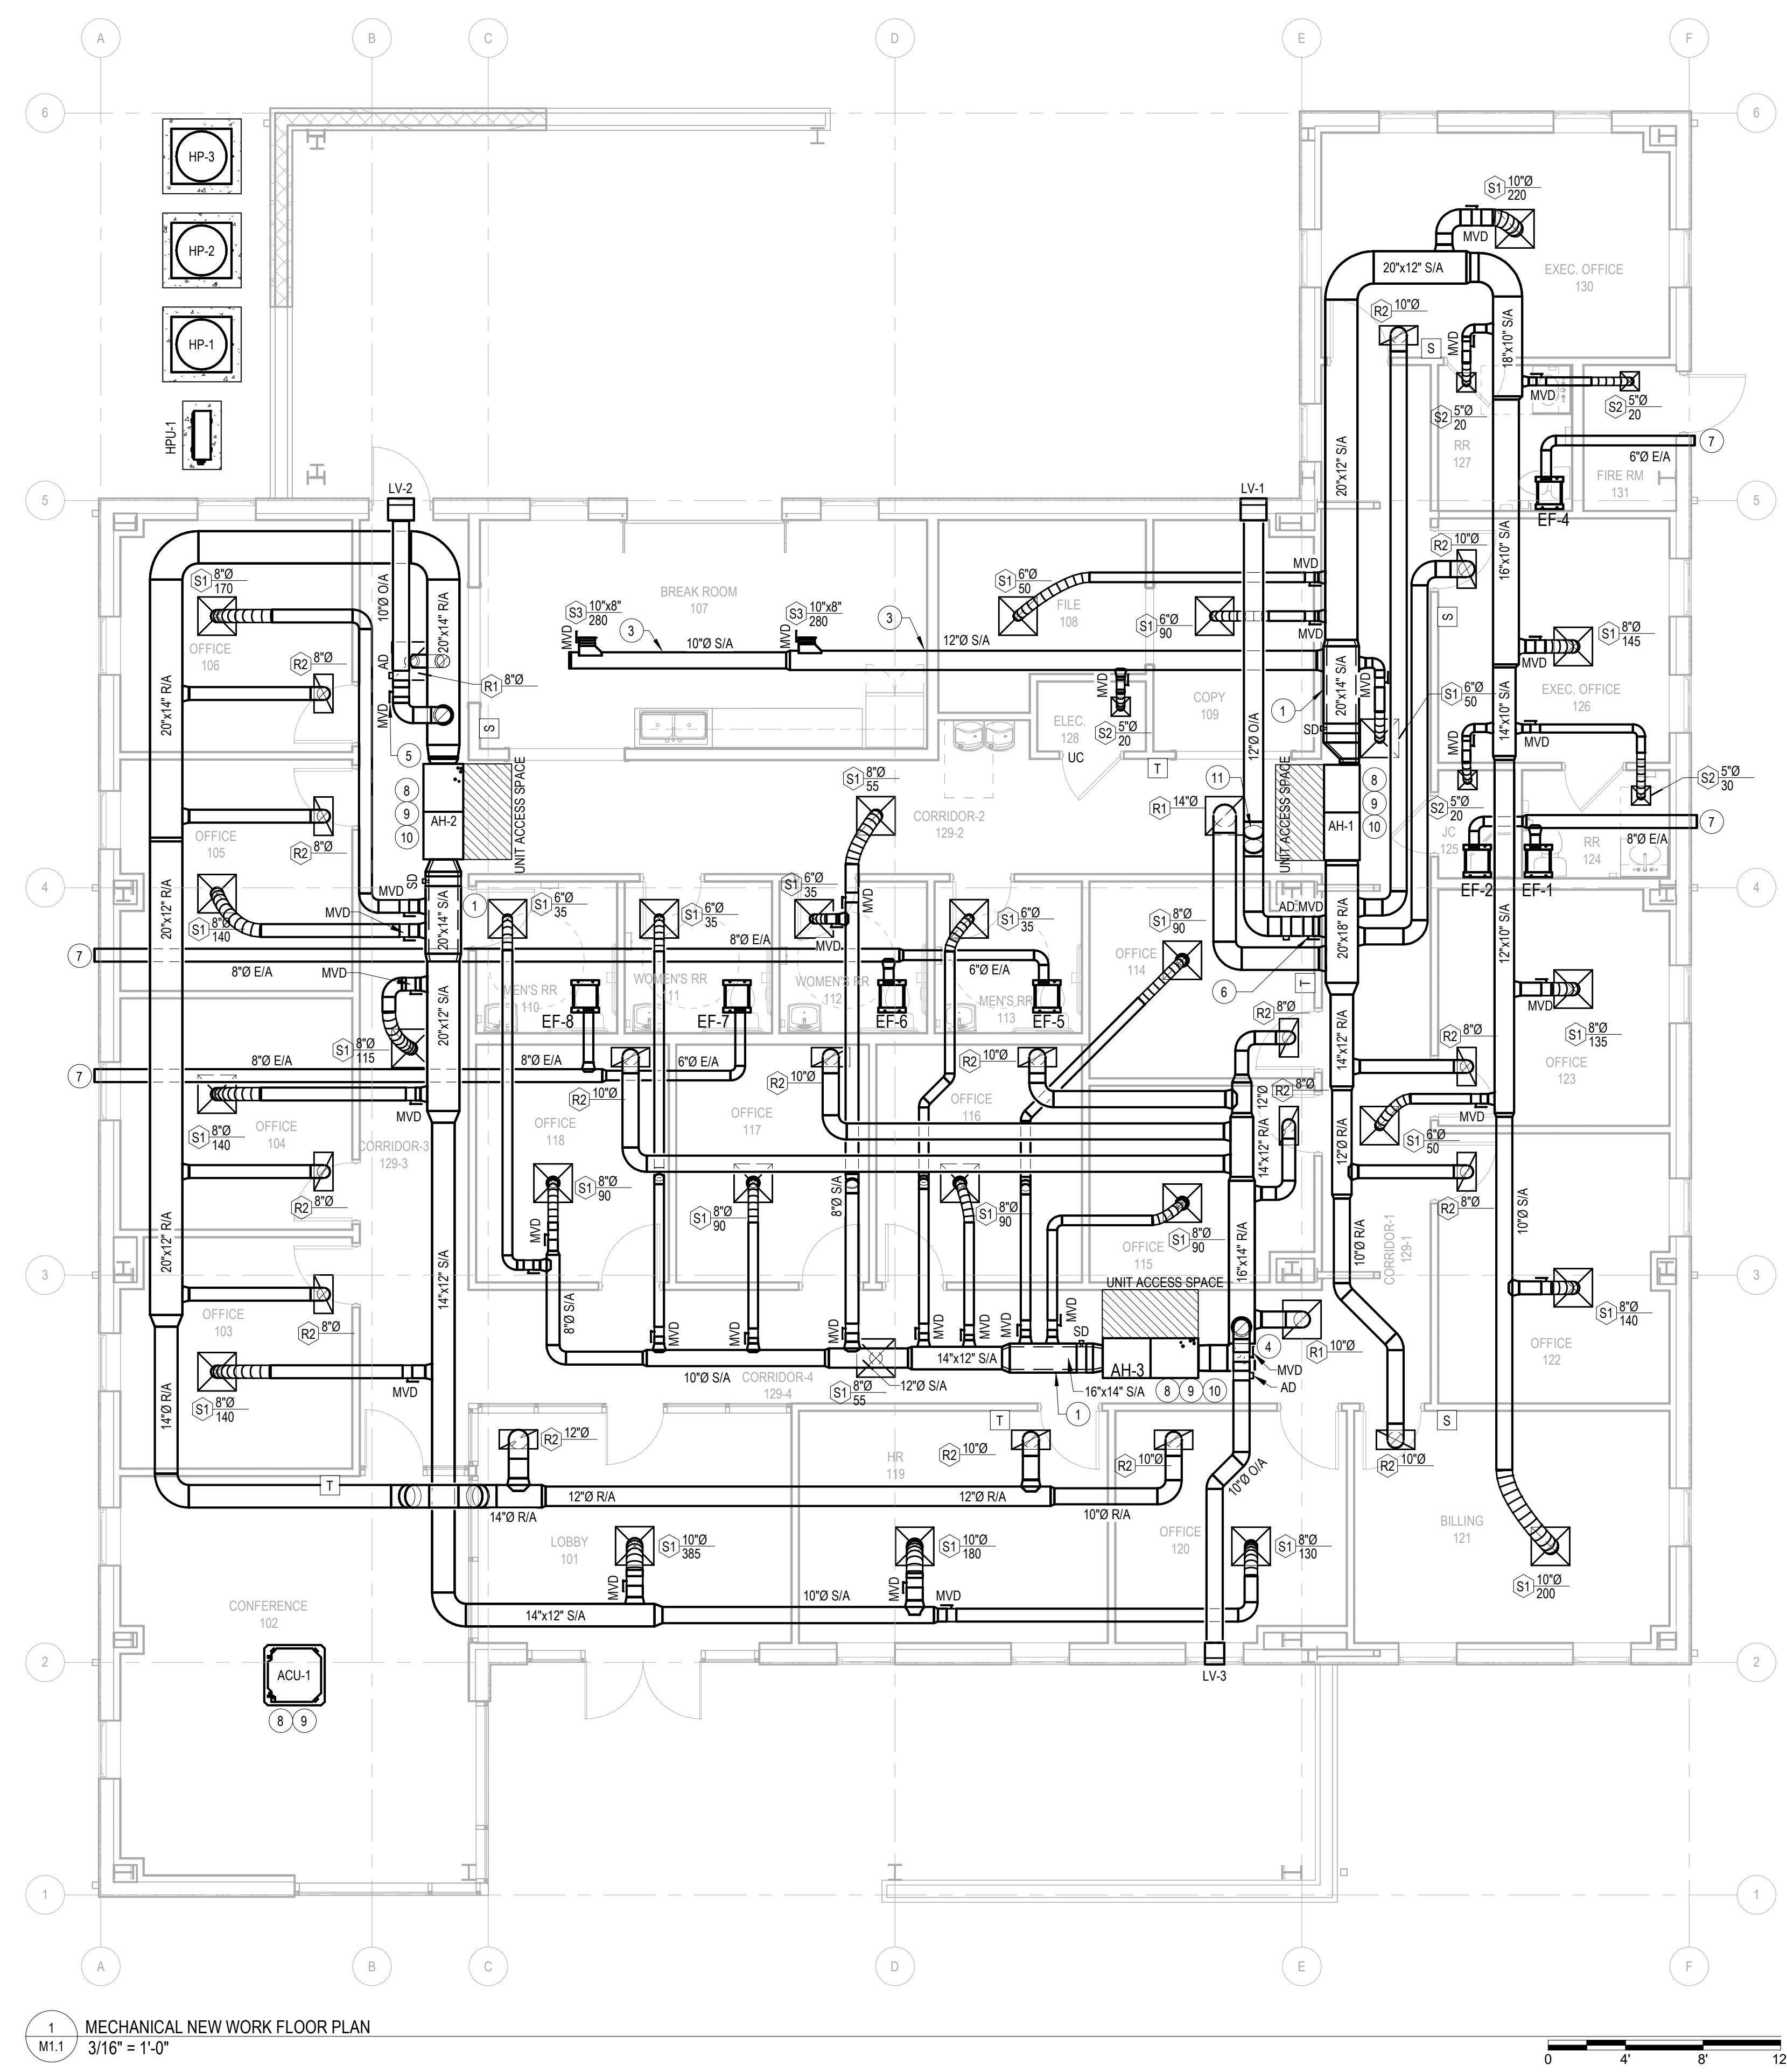 A
B
C
D
E
F
6
6
HP-3
HP-2
HP-1
HPU-1
S1 10"Ø
220
MVD
20"x12" S/A
EXEC. OFFICE
130
R2 10"Ø
S
MVD
18"x10" S/A
S2 5"Ø
20
MVD
S2 5"Ø
20
RR
127
6"Ø E/A
7
FIRE RM
131
EF-4
20"x12" S/A
5
5
LV-2
LV-1
10"Ø O/A
20"x14" R/A
S1 8"Ø
170
OFFICE
106
R2 8"Ø
AD
R1 8"Ø
MVD
S
5
20"x14" R/A
BREAK ROOM
107
S3 10"x8"
280
MVD
3
10"Ø S/A
S3 10"x8"
280
MVD
3
12"Ø S/A
S1 6"Ø
50
FILE
108
MVD
S1 6"Ø
90
MVD
MVD
S2 5"Ø
20
ELEC.
128
UC
COPY
109
T
12"Ø O/A
1
20"x14" S/A
SD
MVD
S1 6"Ø
50
R2 10"Ø
S
16"x10" S/A
MVD
S1 8"Ø
145
EXEC. OFFICE
126
14"x10" S/A
MVD
MVD
S2 5"Ø
30
S2 5"Ø
20
JC
125
RR
124
7
8"Ø E/A
EF-2
EF-1
8
9
10
AH-2
UNIT ACCESS SPACE
OFFICE
105
R2 8"Ø
S1 8"Ø
55
CORRIDOR-2
129-2
R1 14"Ø
11
UNIT ACCESS SPACE
AH-1
8
9
10
4
4
20"x12" R/A
SD
MVD
MVD
S1 8"Ø
140
20"x14" S/A
1
S1 6"Ø
35
S1 6"Ø
35
S1 6"Ø
35
MVD
MVD
S1 6"Ø
35
S1 8"Ø
90
OFFICE
114
AD
MVD
20"x18" R/A
6
T
12"x10" S/A
7
8"Ø E/A
8"Ø E/A
6"Ø E/A
MVD
MEN'S RR
110
WOMEN'S RR
WOMEN'S RR
112
MEN'S RR
113
EF-8
EF-7
EF-6
EF-5
20"x12" S/A
S1 8"Ø
115
7
8"Ø E/A
8"Ø E/A
6"Ø E/A
MVD
S1 8"Ø
140
OFFICE
104
CORRIDOR-3
129-3
R2 8"Ø
R2 10"Ø
R2 10"Ø
R2 10"Ø
OFFICE
118
OFFICE
117
OFFICE
116
R2 8"Ø
R2 8"Ø
12"Ø
14"x12" R/A
14"x12" R/A
12"Ø R/A
R2 8"Ø
MVD
S1 8"Ø
135
OFFICE
123
MVD
S1 6"Ø
50
R2 8"Ø
S1 8"Ø
90
MVD
S1 8"Ø
90
8"Ø S/A
S1 8"Ø
90
S1 8"Ø
90
OFFICE
115
16"x14" R/A
10"Ø R/A
CORRIDOR-1
129-1
10"Ø S/A
3
3
20"x12" R/A
14"x12" S/A
OFFICE
103
R2 8"Ø
8"Ø S/A
MVD
MVD
MVD
MVD
MVD
MVD
MVD
SD
UNIT ACCESS SPACE
14"x12" S/A
AH-3
4
R1 10"Ø
MVD
AD
S1 8"Ø
140
OFFICE
122
14"Ø R/A
MVD
S1 8"Ø
140
10"Ø S/A
CORRIDOR-4
129-4
S1 8"Ø
55
12"Ø S/A
16"x14" S/A
8
9
10
1
R2 12"Ø
HR
119
T
R2 10"Ø
R2 10"Ø
R2 10"Ø
S
T
12"Ø R/A
14"Ø R/A
12"Ø R/A
10"Ø R/A
10"Ø O/A
LOBBY
101
S1 10"Ø
385
MVD
S1 10"Ø
180
MVD
MVD
OFFICE
120
S1 8"Ø
130
BILLING
121
S1 10"Ø
200
CONFERENCE
102
14"x12" S/A
10"Ø S/A
ACU-1
8
9
LV-3
2
2
1
1
A
B
C
D
E
F
1
M1.1
MECHANICAL NEW WORK FLOOR PLAN
3/16" = 1'-0"
0
4'
8'
12